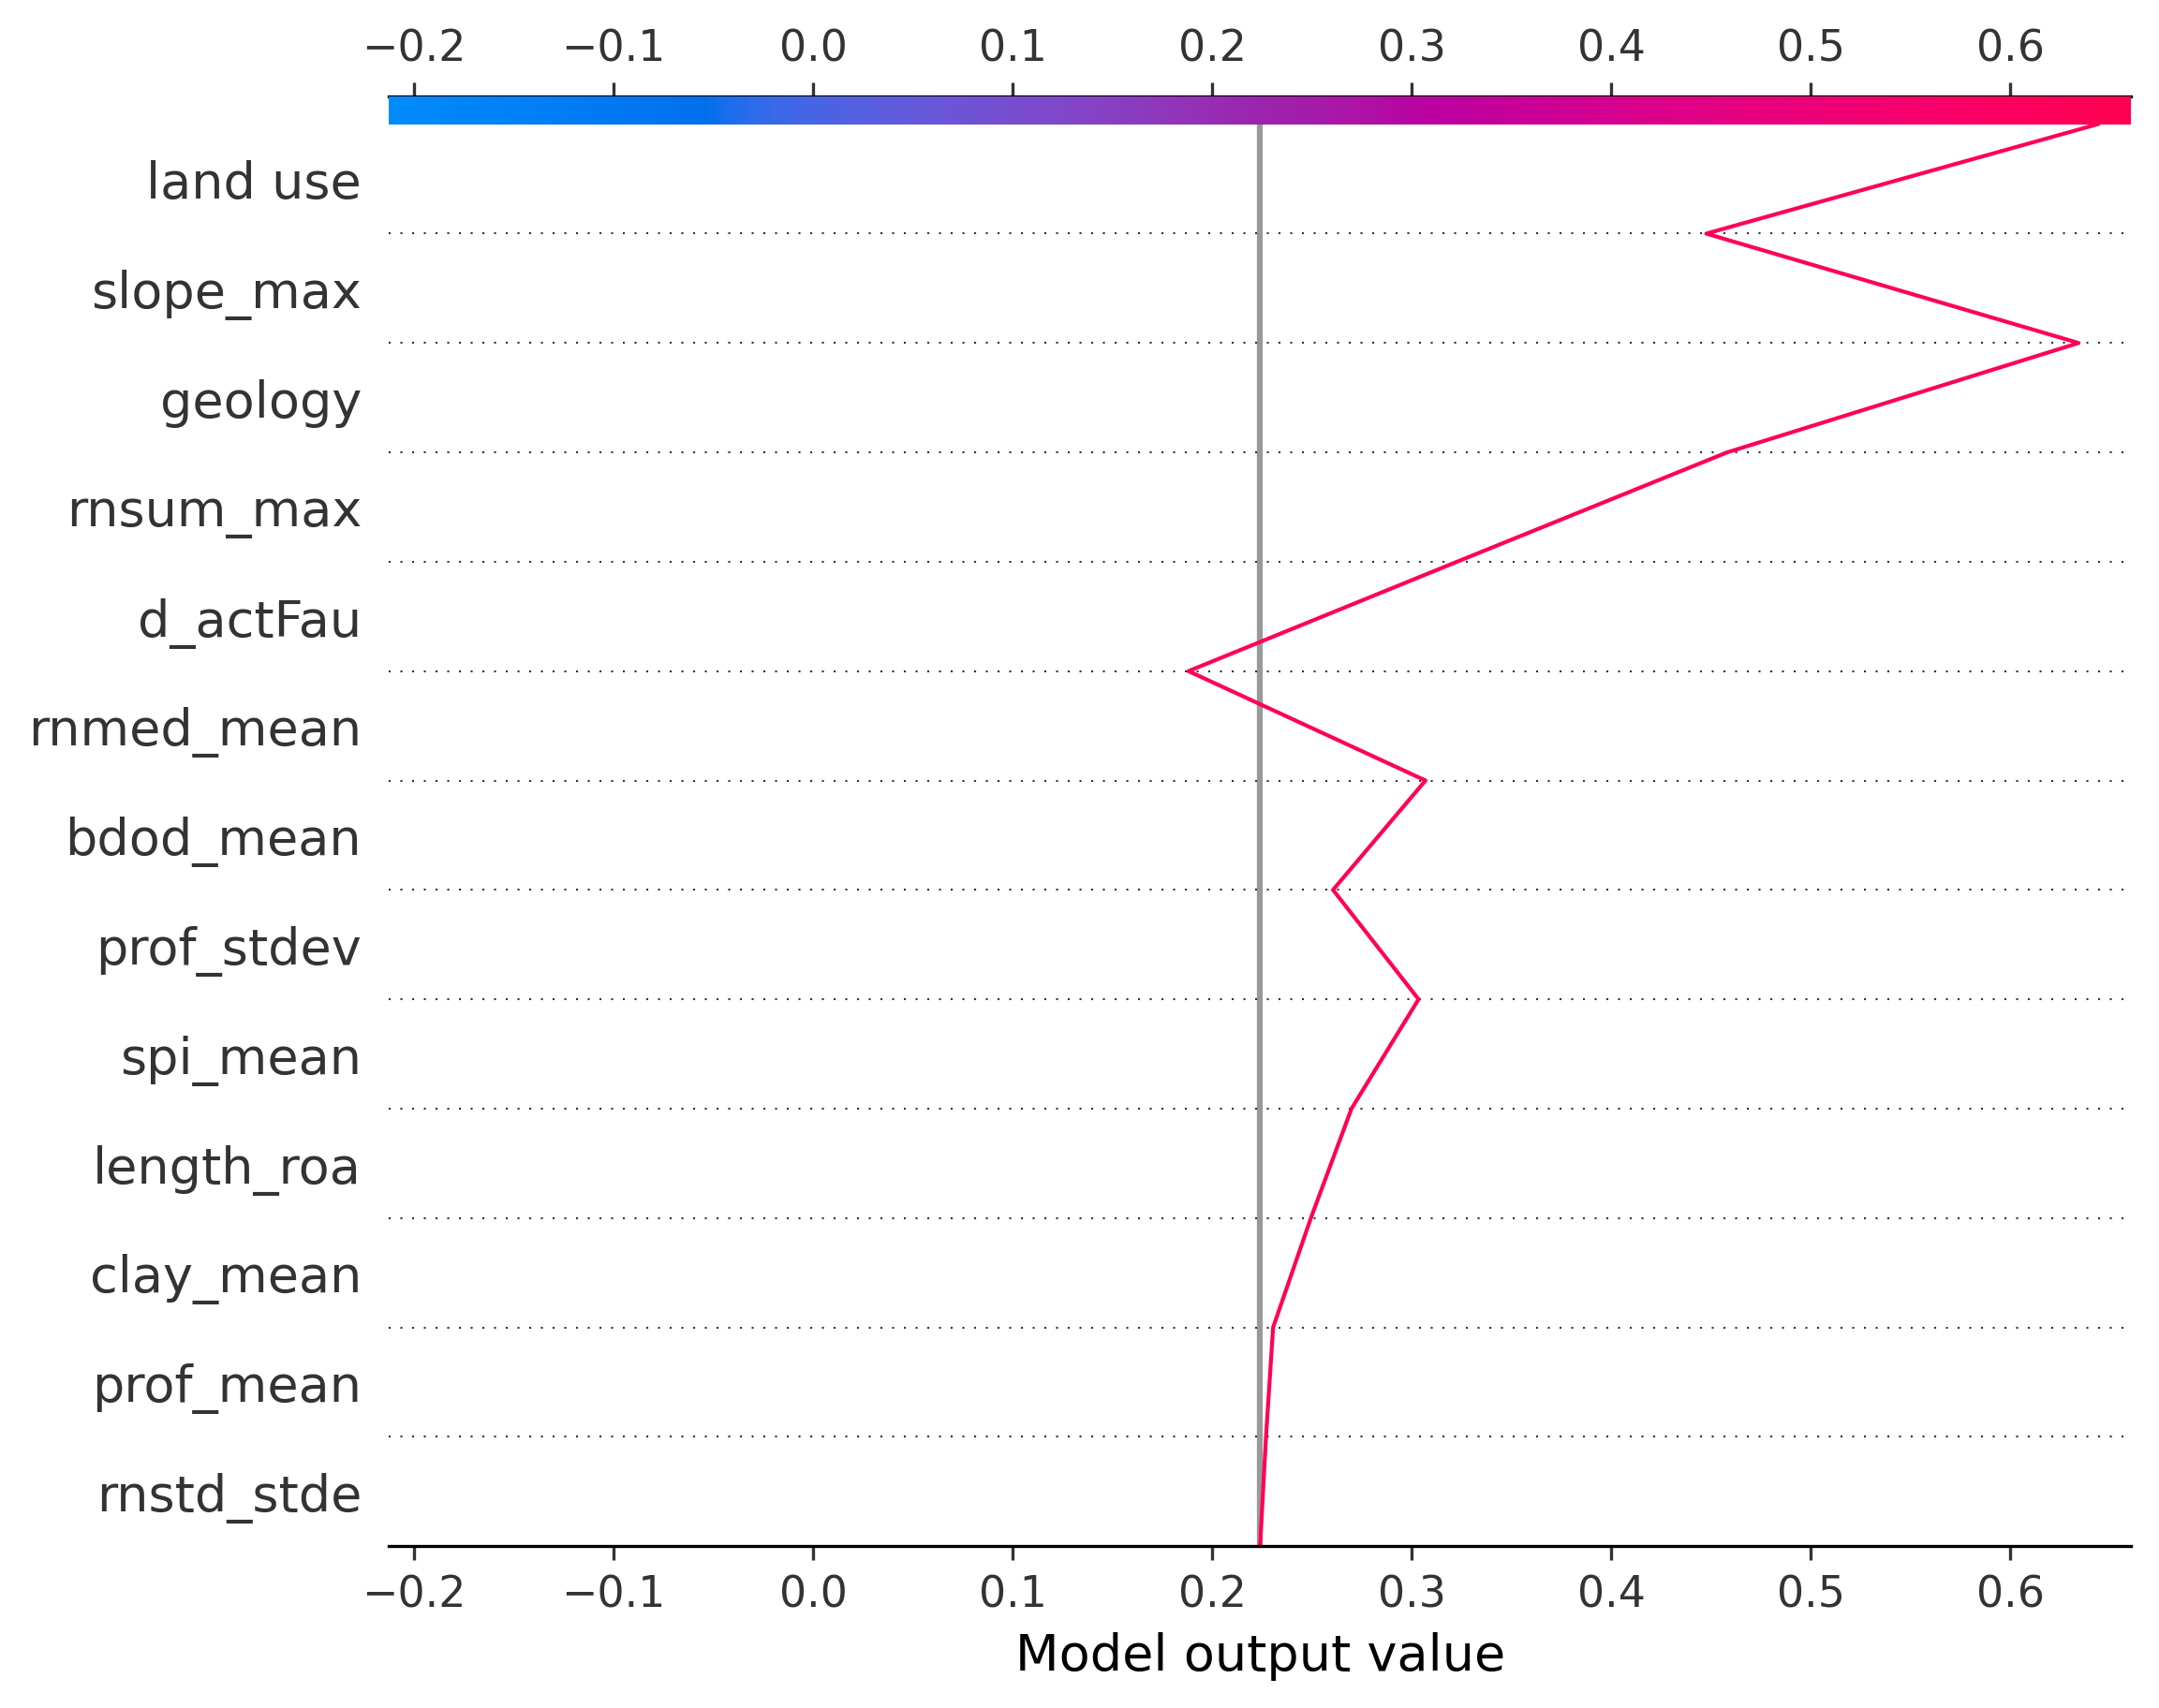 −0.2 −0.1 0.0 0.1 0.2 0.3 0.4 0.5 0.6
land use
slope_max
geology
rnsum_max
d_actFau
rnmed_mean
bdod_mean
prof_stdev
spi_mean
length_roa
clay_mean
prof_mean
rnstd_stde
−0.2 −0.1 0.0 0.1 0.2 0.3 0.4 0.5 0.6
Model output value